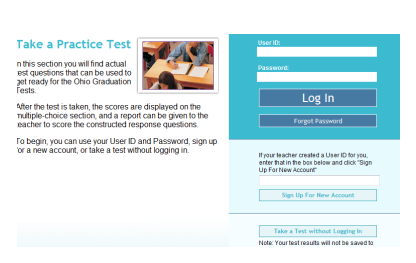 Take a Practice Test
n this section you will find actual
est questions that can be used to
get ready for the Ohio Graduation
Tests.
After the test is taken, the scores are displayed on the
multiple-choice section, and a report can be given to the
teacher to score the constructed response questions.
To begin, you can use your User ID and Password, sign up
for a new account, or take a test without logging in.
User ID:
Password:
Log In
Forgot Password
If your teacher created a User ID for you,
enter that in the box below and click "Sign
Up For New Account"
Sign Up For New Account
Take a Test without Logging In
Note: Your test results will not be saved to